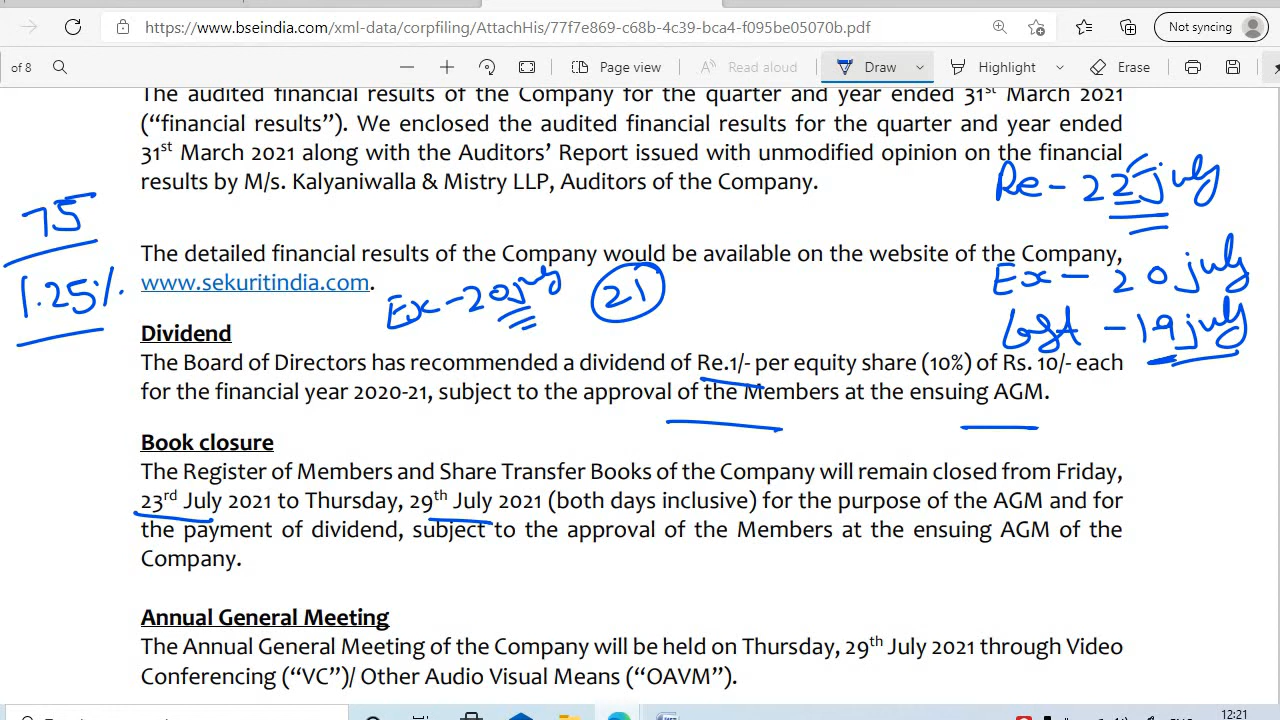 https://www.bseindia.com/xml-data/corpfiling/AttachHis/77f7e869-c68b-4c39-bca4-f095be05070b.pdf
Not syncing
of 8
Page view
Read aloud
Draw
Highlight
Erase
The audited financial results of the Company for the quarter and year ended 31st March 2021
(“financial results”). We enclosed the audited financial results for the quarter and year ended
31st March 2021 along with the Auditors’ Report issued with unmodified opinion on the financial
results by M/s. Kalyaniwalla & Mistry LLP, Auditors of the Company.
Re - 22 july
75
The detailed financial results of the Company would be available on the website of the Company,
www.sekuritindia.com.
1.25%.
Ex - 20 july
21
Ex - 20 july
- 19 july
Dividend
The Board of Directors has recommended a dividend of Re.1/- per equity share (10%) of Rs. 10/- each
for the financial year 2020-21, subject to the approval of the Members at the ensuing AGM.
Book closure
The Register of Members and Share Transfer Books of the Company will remain closed from Friday,
23rd July 2021 to Thursday, 29th July 2021 (both days inclusive) for the purpose of the AGM and for
the payment of dividend, subject to the approval of the Members at the ensuing AGM of the
Company.
Annual General Meeting
The Annual General Meeting of the Company will be held on Thursday, 29th July 2021 through Video
Conferencing (“VC”)/ Other Audio Visual Means (“OAVM”).
12:21